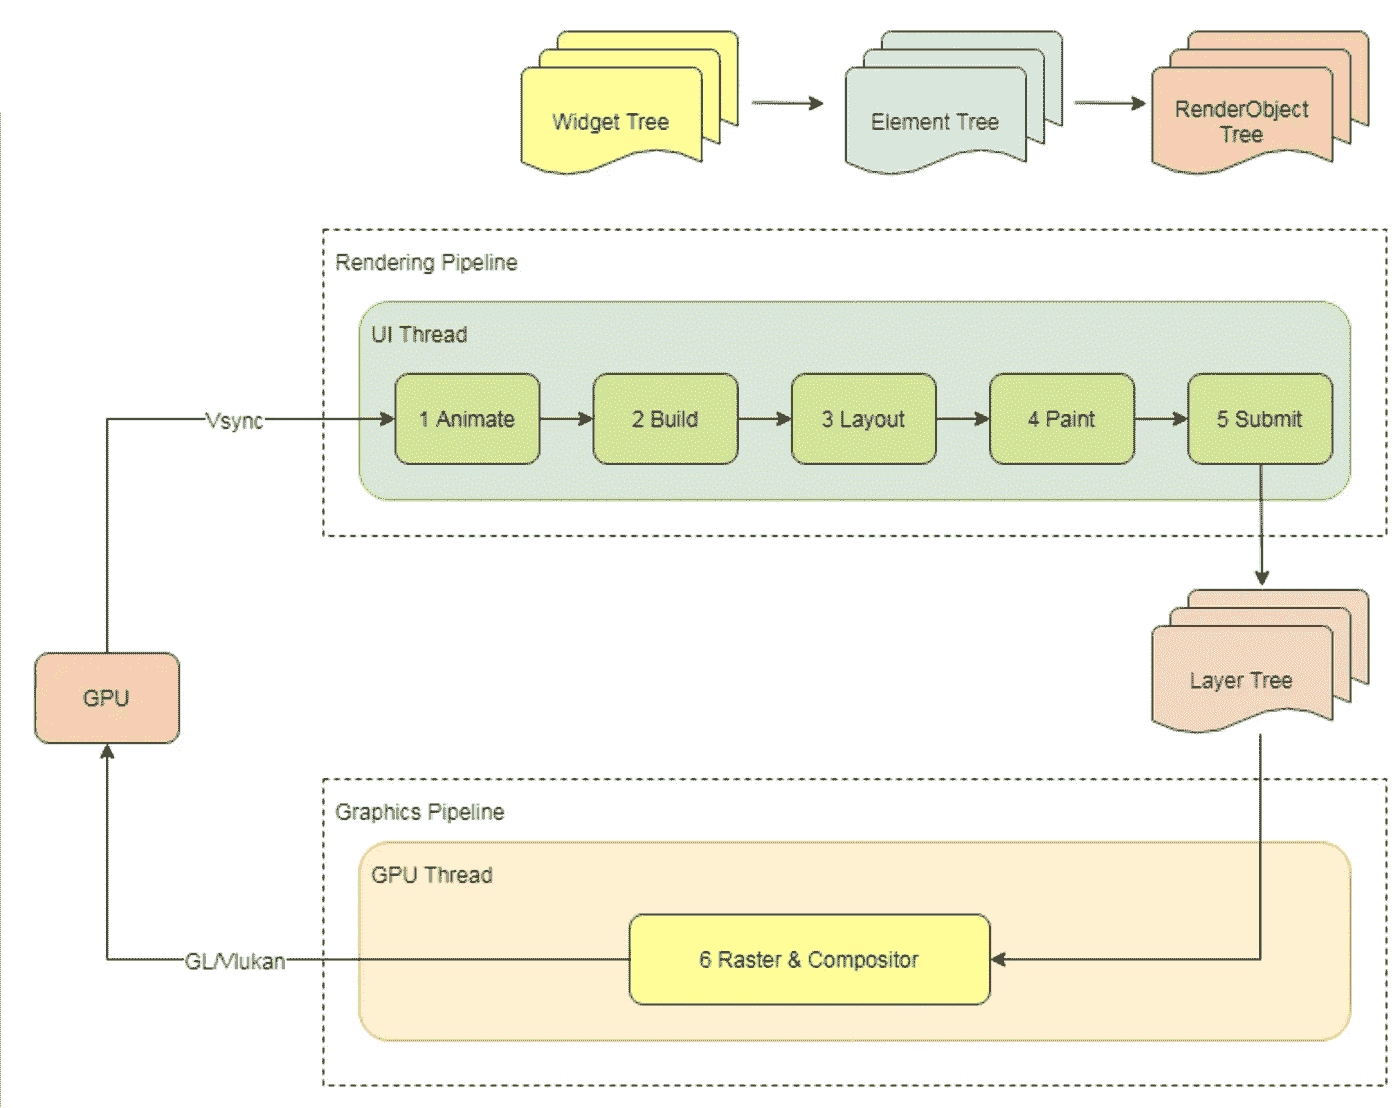 Widget Tree
Element Tree
RenderObject
Tree
Rendering Pipeline
UI Thread
Vsync
1 Animate
2 Build
3 Layout
4 Paint
5 Submit
GPU
Layer Tree
Graphics Pipeline
GPU Thread
GL/Vlukan
6 Raster & Compositor